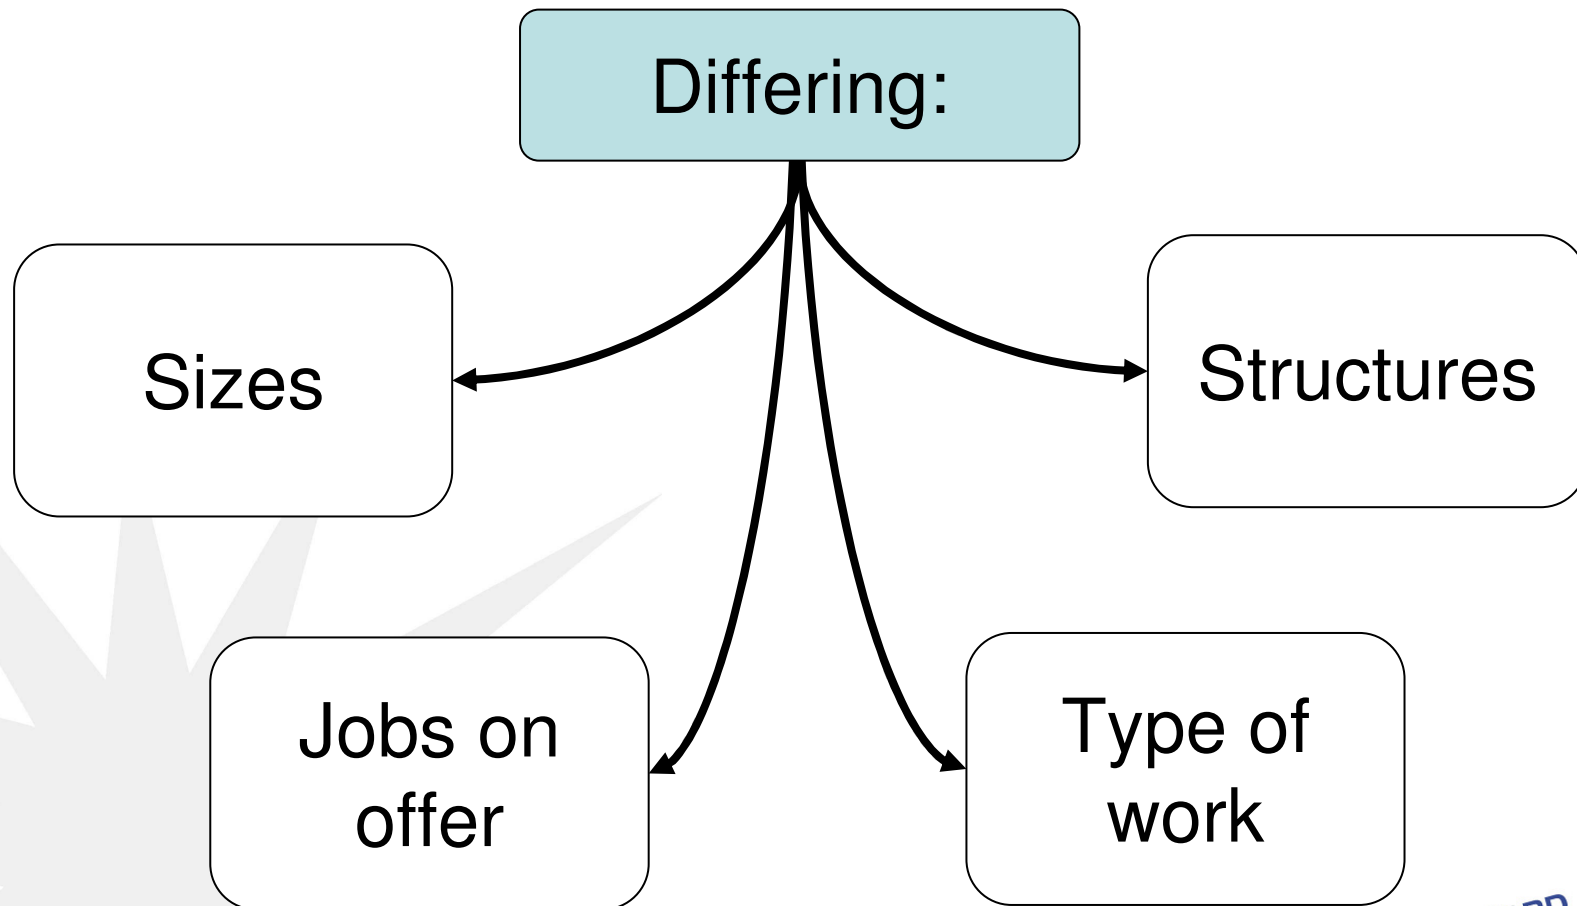 Differing:
Sizes
Structures
Jobs on
offer
Type of
work